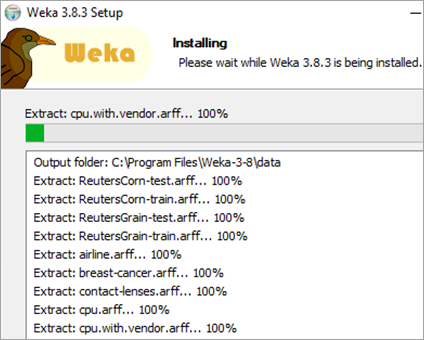 Weka 3.8.3 Setup
Weka
Installing
Please wait while Weka 3.8.3 is being installed.
Extract: cpu.with.vendor.arff... 100%
Output folder: C:\Program Files\Weka-3-8\data
Extract: ReutersCorn-test.arff... 100%
Extract: ReutersCorn-train.arff... 100%
Extract: ReutersGrain-test.arff... 100%
Extract: ReutersGrain-train.arff... 100%
Extract: airline.arff... 100%
Extract: breast-cancer.arff... 100%
Extract: contact-lenses.arff... 100%
Extract: cpu.arff... 100%
Extract: cpu.with.vendor.arff... 100%